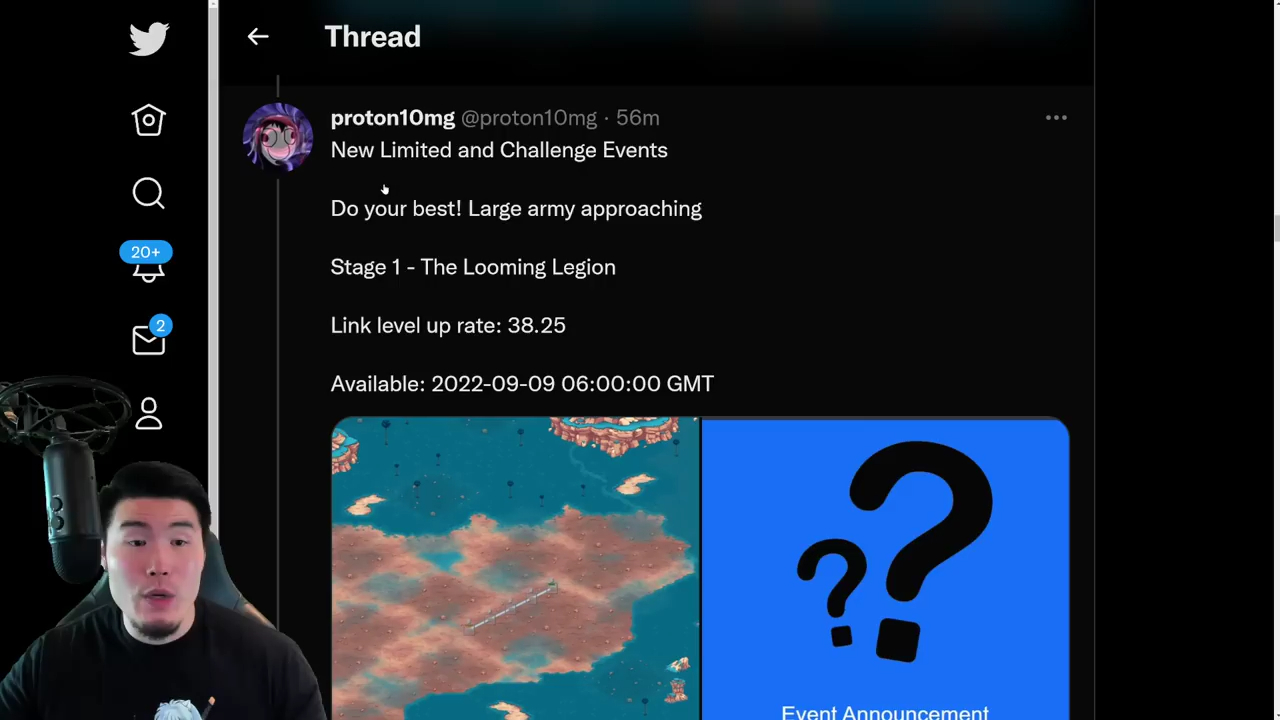 Thread
proton10mg @proton10mg · 56m
New Limited and Challenge Events
Do your best! Large army approaching
Stage 1 - The Looming Legion
Link level up rate: 38.25
Available: 2022-09-09 06:00:00 GMT
20+
2
Event Announcement